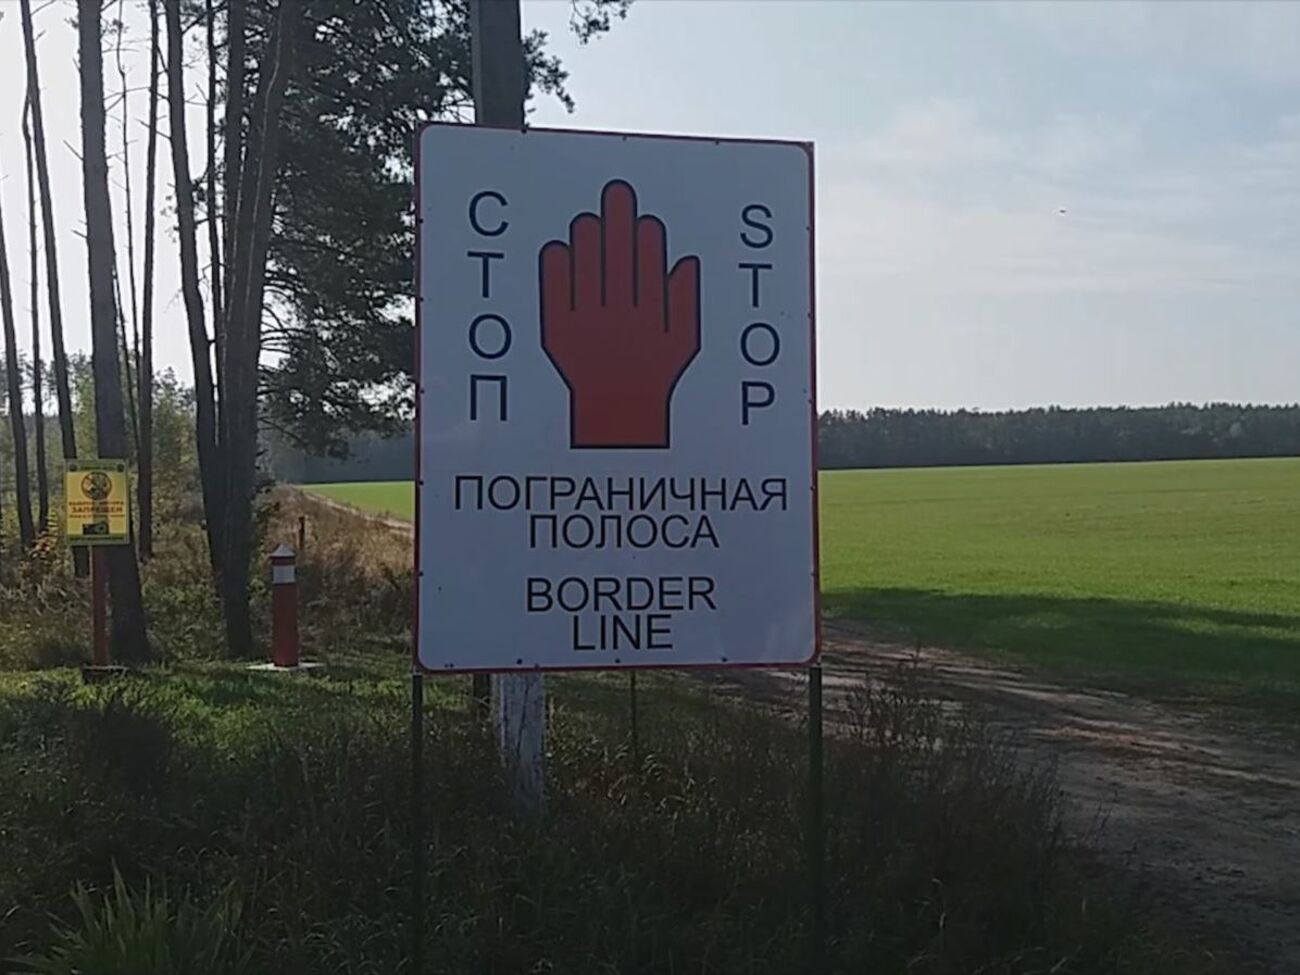 СТОП
STOP
ПОГРАНИЧНАЯ
ПОЛОСА
BORDER
LINE
ЗАПРЕЩЕН